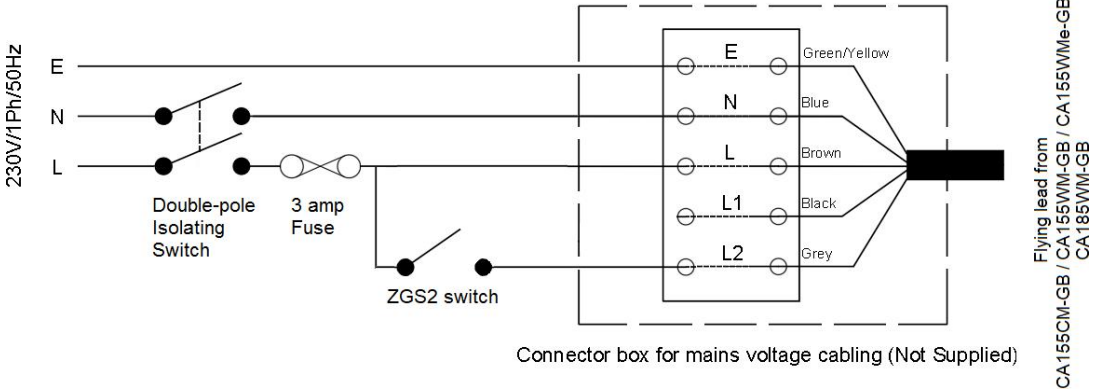 230V/1Ph/50Hz
E
N
L
Double-pole
Isolating
Switch
3 amp
Fuse
ZGS2 switch
E
Green/Yellow
N
Blue
L
Brown
L1
Black
L2
Grey
Connector box for mains voltage cabling (Not Supplied)
Flying lead from
CA155CM-GB / CA155WM-GB / CA155WMe-GB
CA185WM-GB